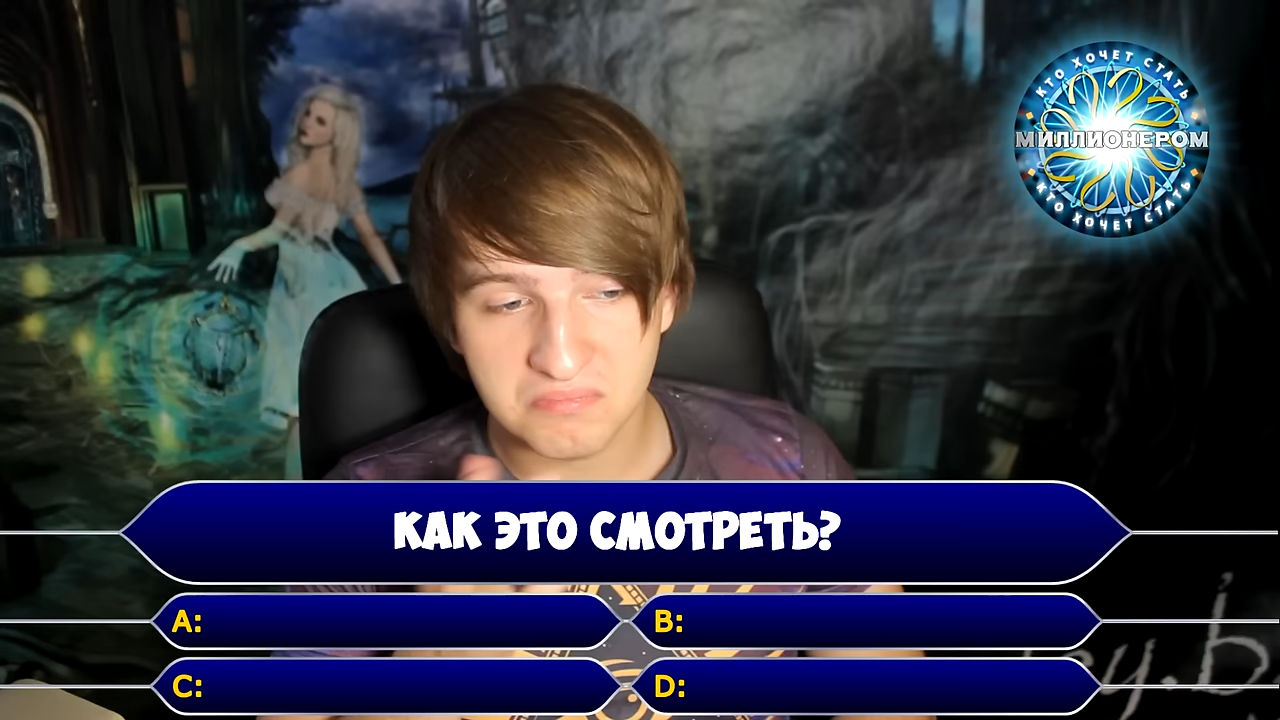 КТО ХОЧЕТ СТАТЬ
МИЛЛИОНЕРОМ
КТО ХОЧЕТ СТАТЬ
КАК ЭТО СМОТРЕТЬ?
A:
B:
C:
D: